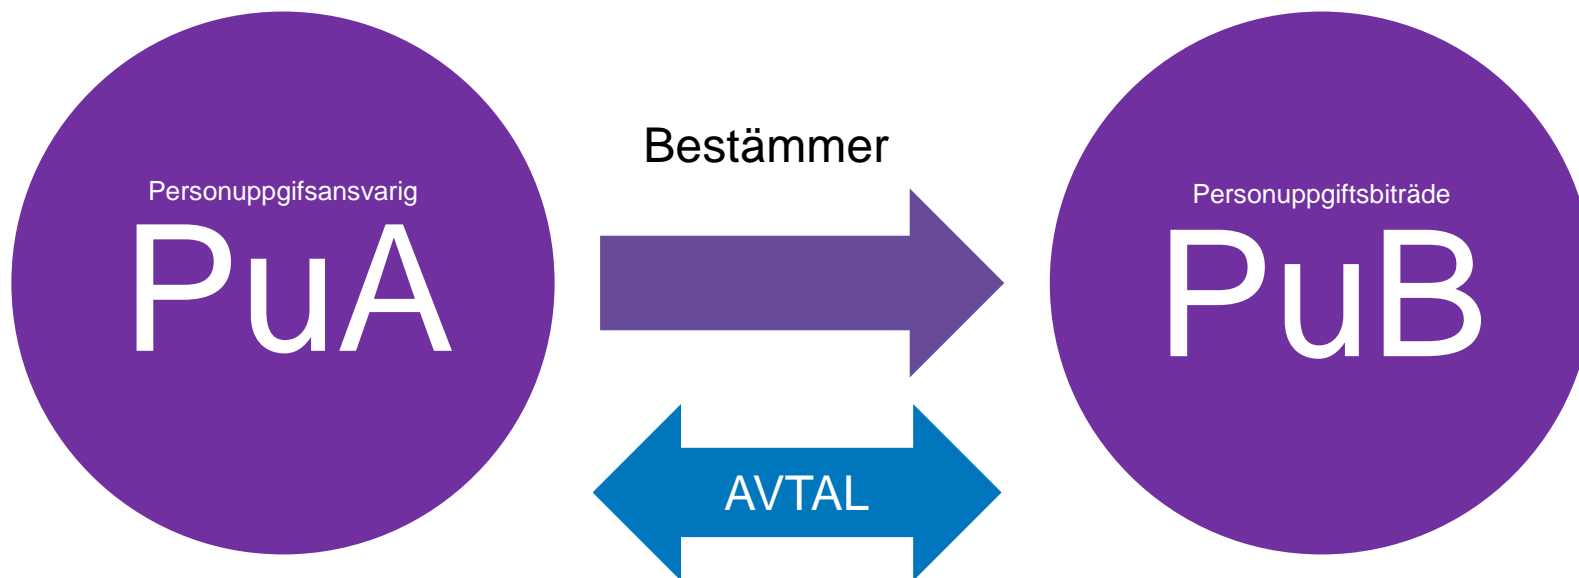 Bestämmer
Personuppgifsansvarig
PuA
Personuppgiftsbiträde
PuB
AVTAL